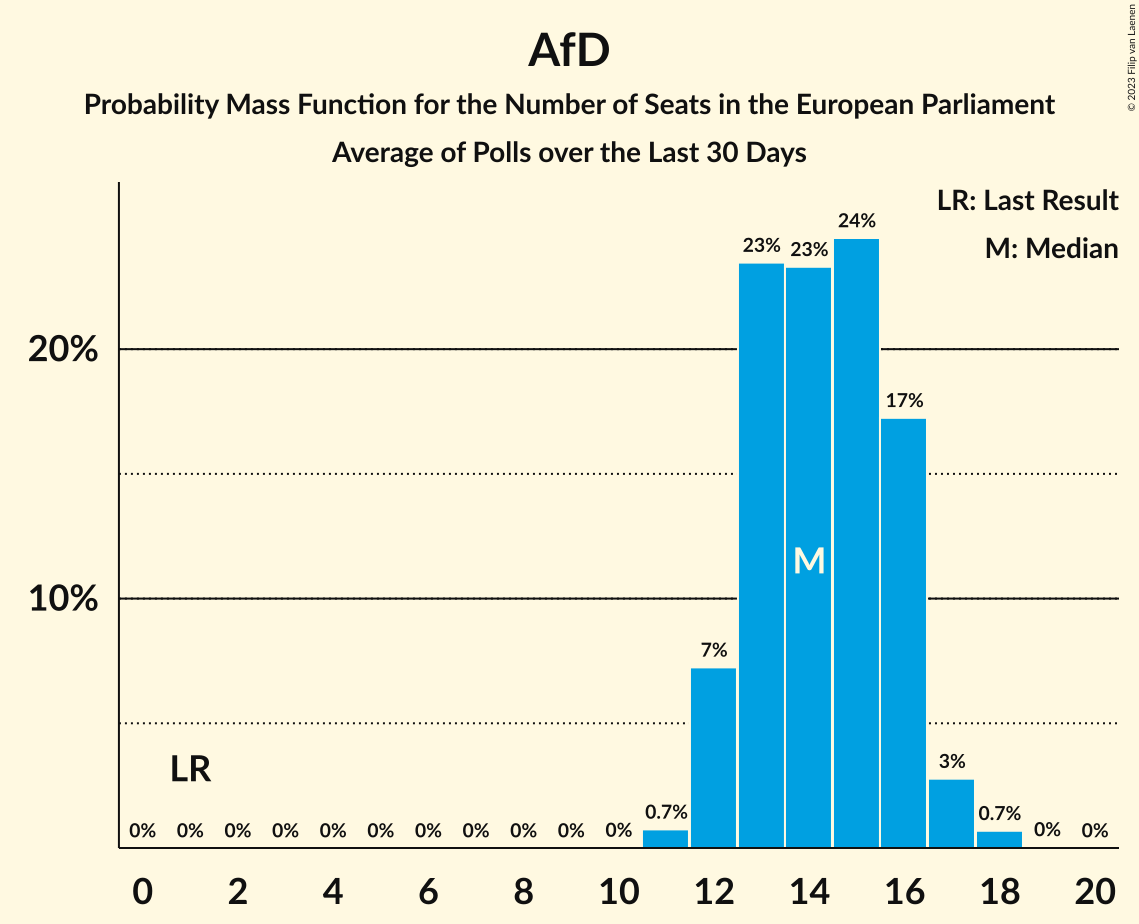 AfD
Probability Mass Function for the Number of Seats in the European Parliament
Average of Polls over the Last 30 Days
© 2023 Filip van Laenen
LR: Last Result
M: Median
24%
23% 23%
20%
17%
M
10%
7%
LR
3%
0.7% 0.7%
0% 0% 0% 0% 0% 0% 0% 0% 0% 0% 0% 0% 0%
0 2 4 6 8 10 12 14 16 18 20